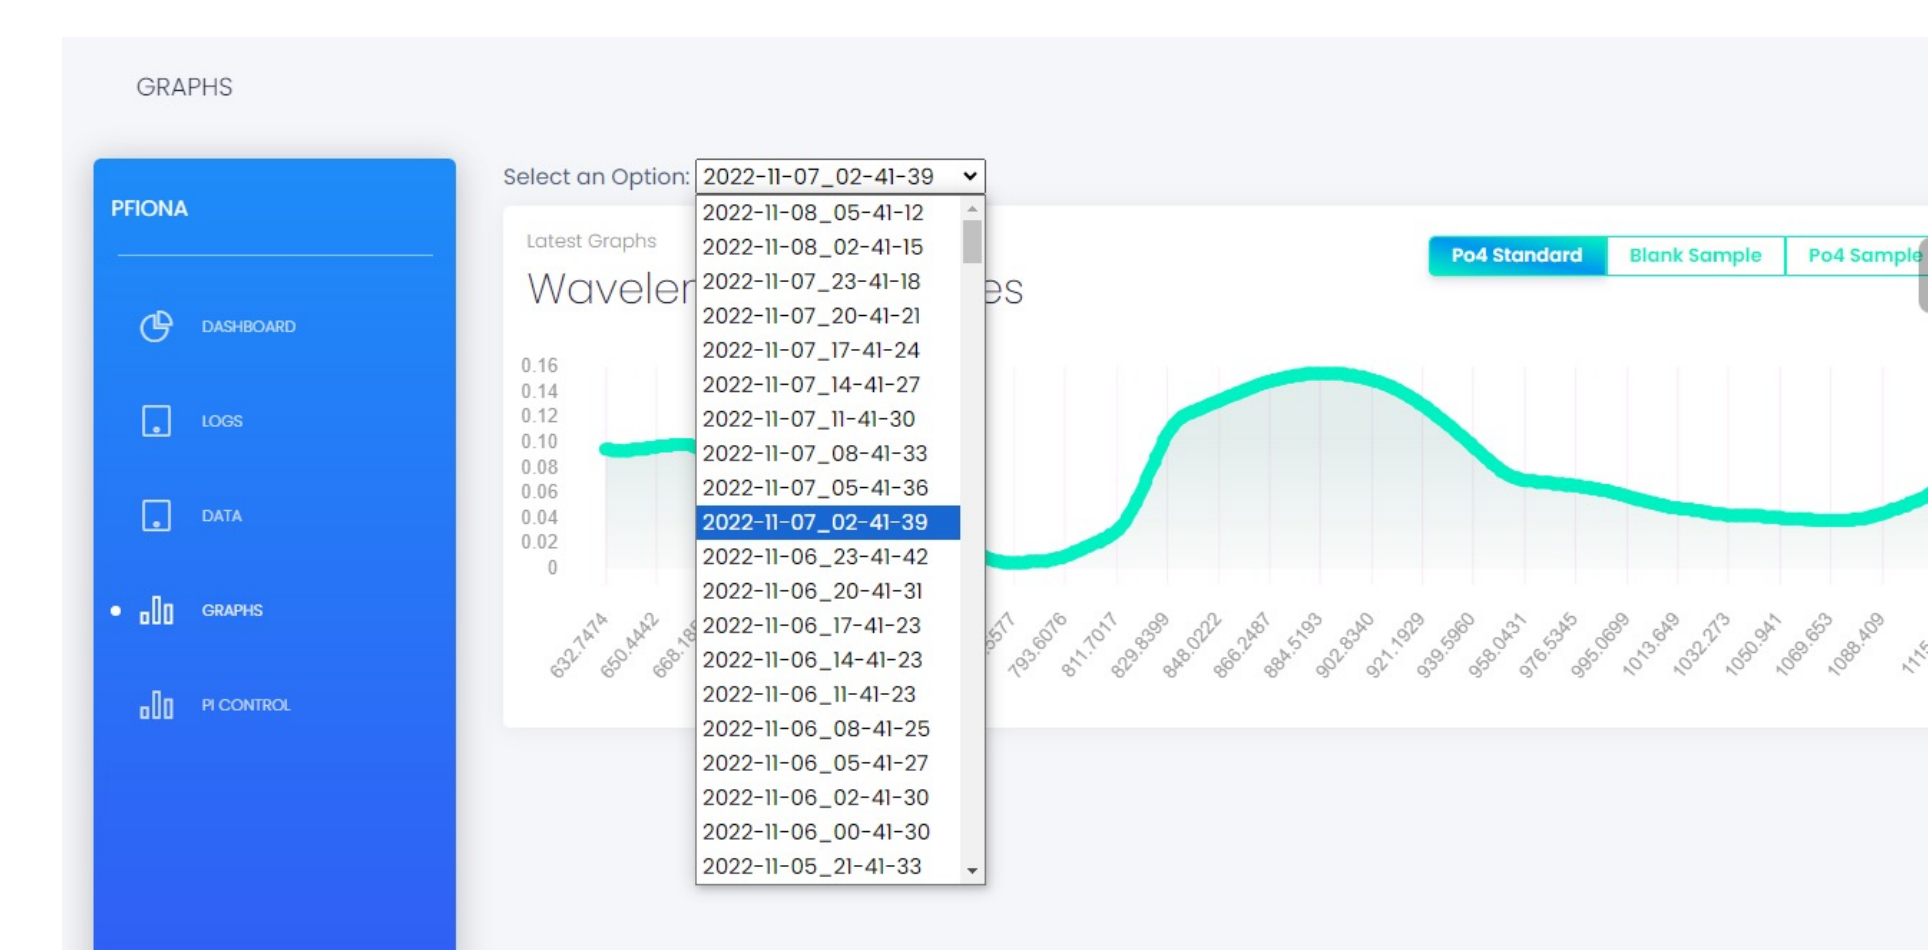 GRAPHS
PFIONA
DASHBOARD
LOGS
DATA
GRAPHS
PI CONTROL
Select an Option: 2022-11-07_02-41-39
2022-11-08_05-41-12
2022-11-08_02-41-15
2022-11-07_23-41-18
2022-11-07_20-41-21
2022-11-07_17-41-24
2022-11-07_14-41-27
2022-11-07_11-41-30
2022-11-07_08-41-33
2022-11-07_05-41-36
2022-11-07_02-41-39
2022-11-06_23-41-42
2022-11-06_20-41-31
2022-11-06_17-41-23
2022-11-06_14-41-23
2022-11-06_11-41-23
2022-11-06_08-41-25
2022-11-06_05-41-27
2022-11-06_02-41-30
2022-11-06_00-41-30
2022-11-05_21-41-33
Latest Graphs
Po4 Standard Blank Sample Po4 Sample
0.16
0.14
0.12
0.10
0.08
0.06
0.04
0.02
0
632.7474 650.4442 793.6076 811.7017 829.8399 848.0222 866.2487 884.5193 902.8340 921.1929 939.5960 958.0431 976.5345 995.0699 1013.649 1032.273 1050.941 1069.653 1088.409